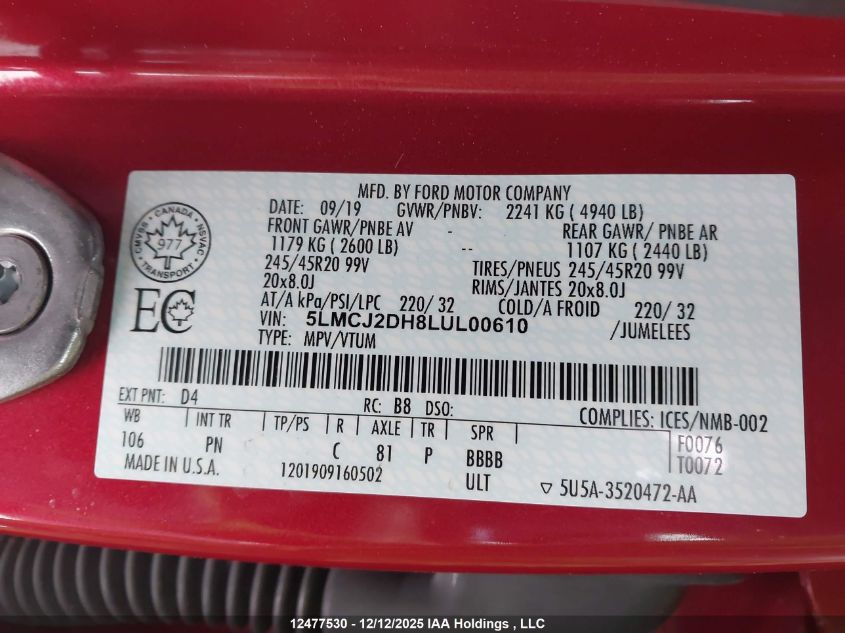 MFD. BY FORD MOTOR COMPANY
DATE: 09/19 GVWR/PNBV: 2241 KG ( 4940 LB)
FRONT GAWR/PNBE AV - REAR GAWR/ PNBE AR
1179 KG ( 2600 LB) -- 1107 KG ( 2440 LB)
245/45R20 99V TIRES/PNEUS 245/45R20 99V
20x8.0J RIMS/JANTES 20x8.0J
AT/A kPa/PSI/LPC 220/ 32 COLD/A FROID 220/ 32
VIN: 5LMCJ2DH8LUL00610 /JUMELEES
TYPE: MPV/VTUM
CMVSS CANADA NSVAC
977
TRANSPORT
EC
EXT PNT: D4 RC: B8 DSO: COMPLIES: ICES/NMB-002
WB INT TR TP/PS R AXLE TR SPR F0076
106 PN C 81 P BBBB T0072
MADE IN U.S.A. 1201909160502 ULT ▽ 5U5A-3520472-AA
12477530 - 12/12/2025 IAA Holdings , LLC